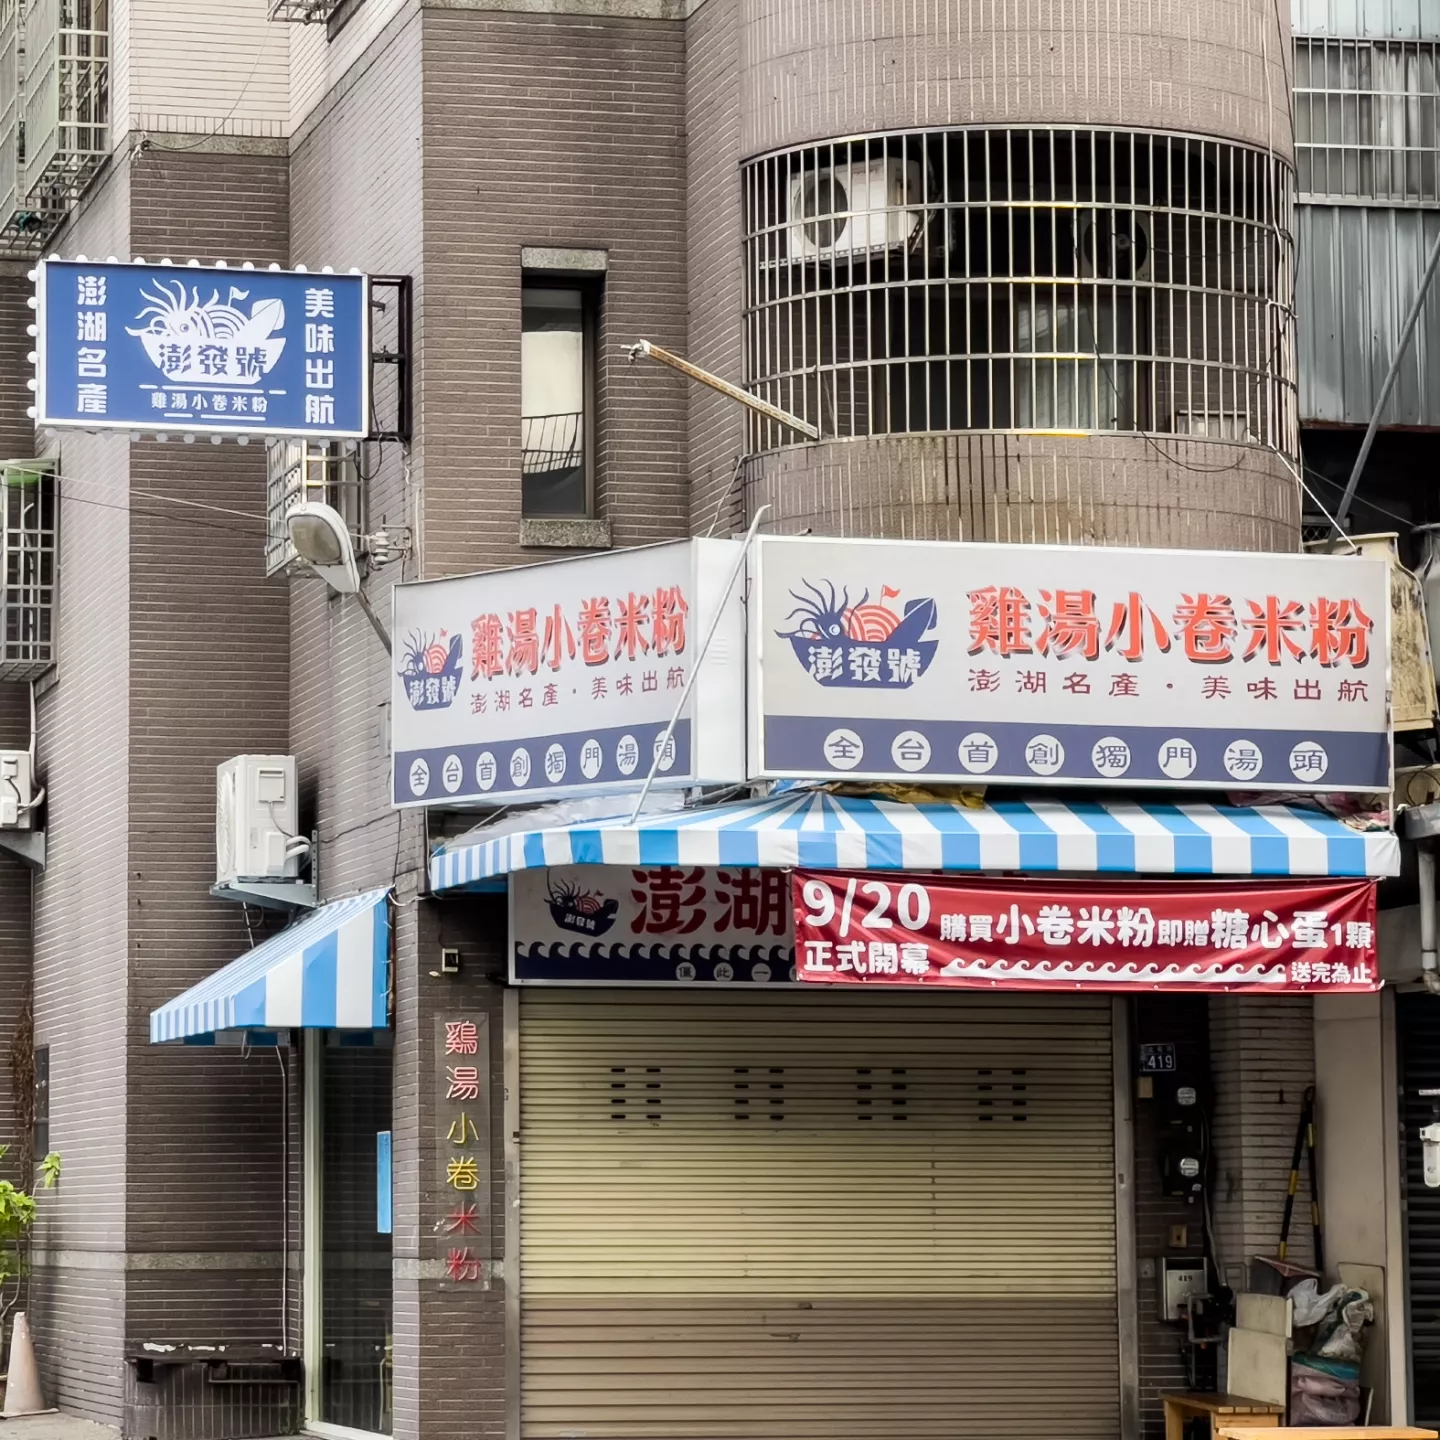 澎湖名產
澎發號
雞湯小卷米粉
美味出航
澎發號
雞湯小卷米粉
澎湖名產·美味出航
全台首創獨門湯頭
澎發號
雞湯小卷米粉
澎湖名產·美味出航
全台首創獨門湯頭
澎發號
澎湖
僅此一
9/20
正式開幕
購買小卷米粉即贈糖心蛋1顆
送完為止
鷄湯小卷米粉
419
419